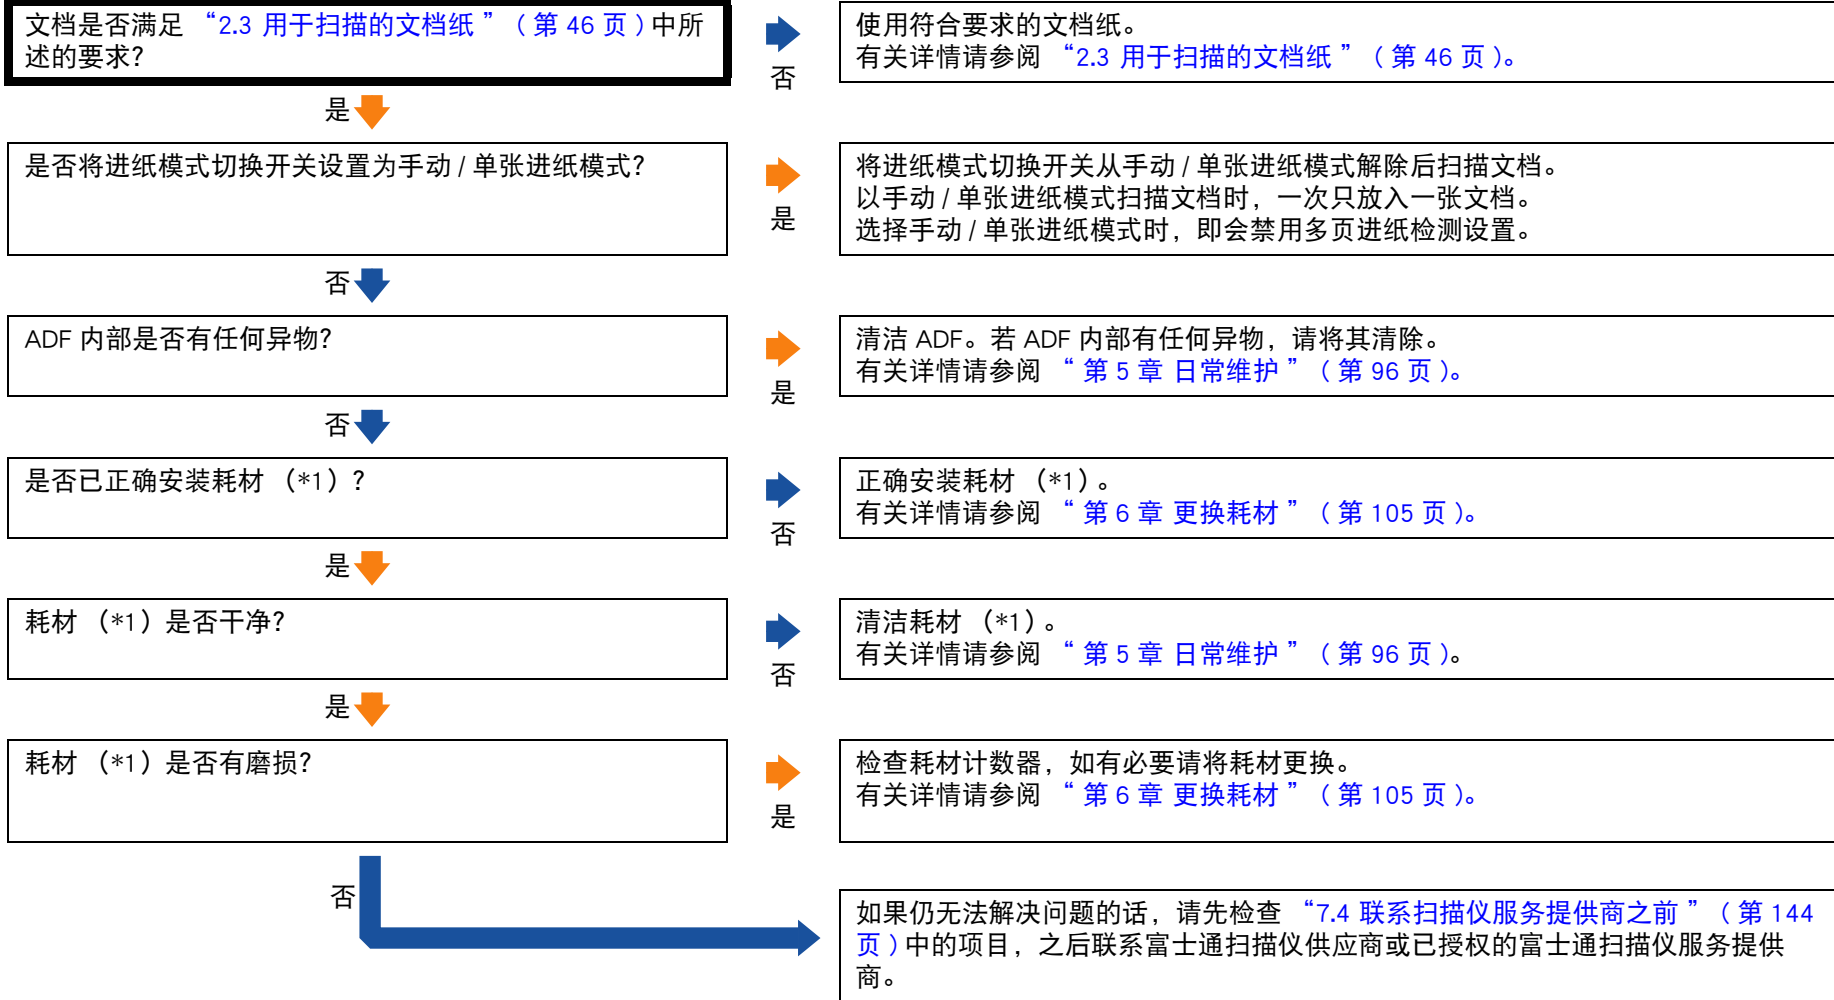 文档是否满足 “2.3 用于扫描的文档纸 ” ( 第 46 页 ) 中所
述的要求?
否
使用符合要求的文档纸。
有关详情请参阅 “2.3 用于扫描的文档纸 ” ( 第 46 页 )。
是
是否将进纸模式切换开关设置为手动 / 单张进纸模式?
是
将进纸模式切换开关从手动 / 单张进纸模式解除后扫描文档。
以手动 / 单张进纸模式扫描文档时，一次只放入一张文档。
选择手动 / 单张进纸模式时，即会禁用多页进纸检测设置。
否
ADF 内部是否有任何异物?
是
清洁 ADF。若 ADF 内部有任何异物，请将其清除。
有关详情请参阅 “ 第 5 章 日常维护 ” ( 第 96 页 )。
否
是否已正确安装耗材 （*1）?
否
正确安装耗材 （*1）。
有关详情请参阅 “ 第 6 章 更换耗材 ” ( 第 105 页 )。
是
耗材 （*1）是否干净?
否
清洁耗材 （*1）。
有关详情请参阅 “ 第 5 章 日常维护 ” ( 第 96 页 )。
是
耗材 （*1）是否有磨损?
是
检查耗材计数器，如有必要请将耗材更换。
有关详情请参阅 “ 第 6 章 更换耗材 ” ( 第 105 页 )。
否
如果仍无法解决问题的话，请先检查 “7.4 联系扫描仪服务提供商之前 ” ( 第 144
页 ) 中的项目，之后联系富士通扫描仪供应商或已授权的富士通扫描仪服务提供
商。